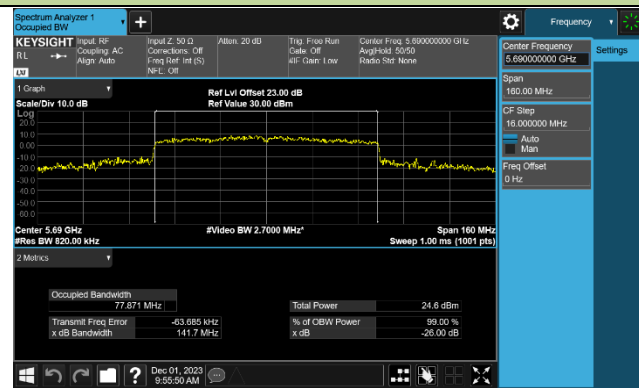 Spectrum Analyzer 1
Occupied BW
Frequency
KEYSIGHT
RL
LXI
Input: RF
Coupling: AC
Align: Auto
Input Z: 50 Ω
Corrections: Off
Freq Ref: Int (S)
NFE: Off
Atten: 20 dB
Trig: Free Run
Gate: Off
#IF Gain: Low
Center Freq: 5.690000000 GHz
Avg|Hold: 50/50
Radio Std: None
Center Frequency
5.690000000 GHz
Settings
Span
160.00 MHz
CF Step
16.000000 MHz
Auto
Man
Freq Offset
0 Hz
1 Graph
Scale/Div 10.0 dB
Ref Lvl Offset 23.00 dB
Ref Value 30.00 dBm
Log
20.0
10.0
0.00
-10.0
-20.0
-30.0
-40.0
-50.0
-60.0
Center 5.69 GHz
#Res BW 820.00 kHz
#Video BW 2.7000 MHz*
Span 160 MHz
Sweep 1.00 ms (1001 pts)
2 Metrics
Occupied Bandwidth
77.871 MHz
Total Power 24.6 dBm
Transmit Freq Error -63.685 kHz
% of OBW Power 99.00 %
x dB Bandwidth 141.7 MHz
x dB -26.00 dB
Dec 01, 2023
9:55:50 AM